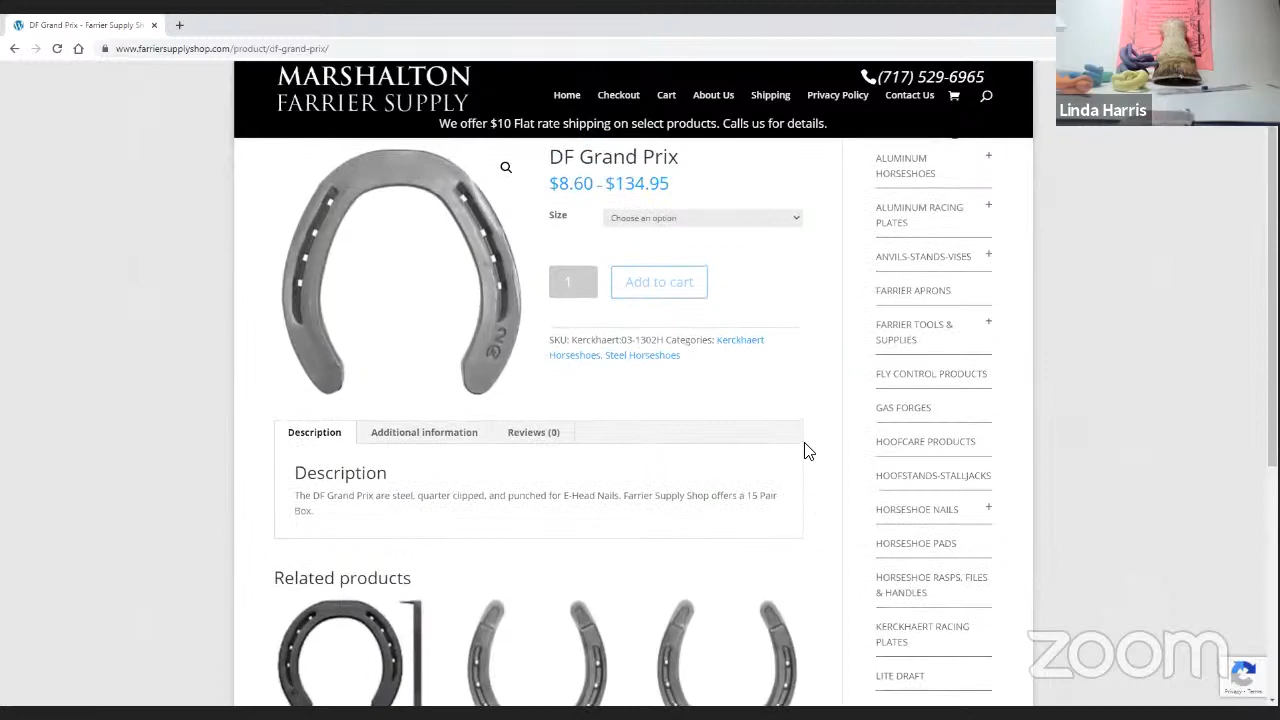 DF Grand Prix - Farrier Supply Sh
www.farriersupplyshop.com/product/df-grand-prix/
Linda Harris
MARSHALTON
FARRIER SUPPLY
(717) 529-6965
Home Checkout Cart About Us Shipping Privacy Policy Contact Us
We offer $10 Flat rate shipping on select products. Calls us for details.
DF Grand Prix
$8.60 – $134.95
Size Choose an option
1 Add to cart
SKU: Kerckhaert:03-1302H Categories: Kerckhaert
Horseshoes, Steel Horseshoes
Description Additional information Reviews (0)
Description
The DF Grand Prix are steel, quarter clipped, and punched for E-Head Nails. Farrier Supply Shop offers a 15 Pair
Box.
Related products
ALUMINUM
HORSESHOES
ALUMINUM RACING
PLATES
ANVILS-STANDS-VISES
FARRIER APRONS
FARRIER TOOLS &
SUPPLIES
FLY CONTROL PRODUCTS
GAS FORGES
HOOFCARE PRODUCTS
HOOFSTANDS-STALLJACKS
HORSESHOE NAILS
HORSESHOE PADS
HORSESHOE RASPS, FILES
& HANDLES
KERCKHAERT RACING
PLATES
LITE DRAFT
zoom
Privacy - Terms